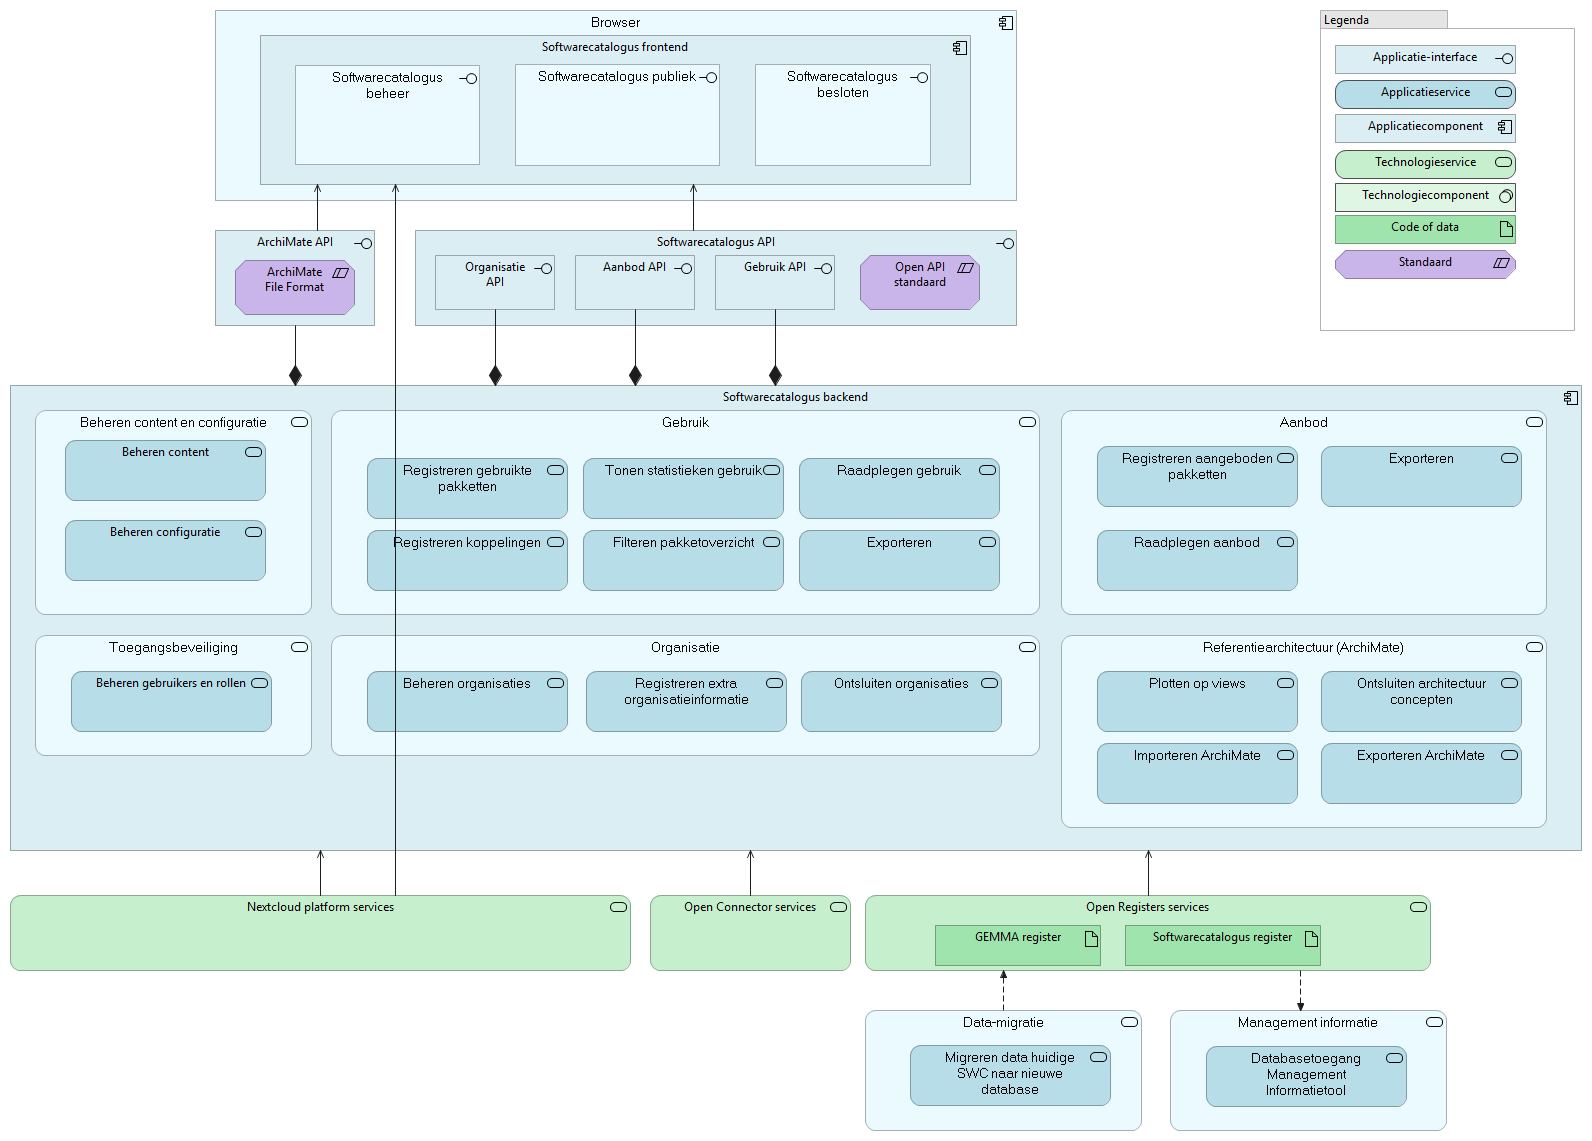 Browser
Softwarecatalogus frontend
Softwarecatalogus
beheer
Softwarecatalogus publiek
Softwarecatalogus
besloten
Legenda
Applicatie-interface
Applicatieservice
Applicatiecomponent
Technologieservice
Technologiecomponent
Code of data
Standaard
ArchiMate API
ArchiMate
File Format
Softwarecatalogus API
Organisatie
API
Aanbod API
Gebruik API
Open API
standaard
Softwarecatalogus backend
Beheren content en configuratie
Beheren content
Beheren configuratie
Gebruik
Registreren gebruikte
pakketten
Tonen statistieken gebruik
Raadplegen gebruik
Registreren koppelingen
Filteren pakketoverzicht
Exporteren
Aanbod
Registreren aangeboden
pakketten
Exporteren
Raadplegen aanbod
Toegangsbeveiliging
Beheren gebruikers en rollen
Organisatie
Beheren organisaties
Registreren extra
organisatieinformatie
Ontsluiten organisaties
Referentiearchitectuur (ArchiMate)
Plotten op views
Ontsluiten architectuur
concepten
Importeren ArchiMate
Exporteren ArchiMate
Nextcloud platform services
Open Connector services
Open Registers services
GEMMA register
Softwarecatalogus register
Data-migratie
Migreren data huidige
SWC naar nieuwe
database
Management informatie
Databasetoegang
Management
Informatietool